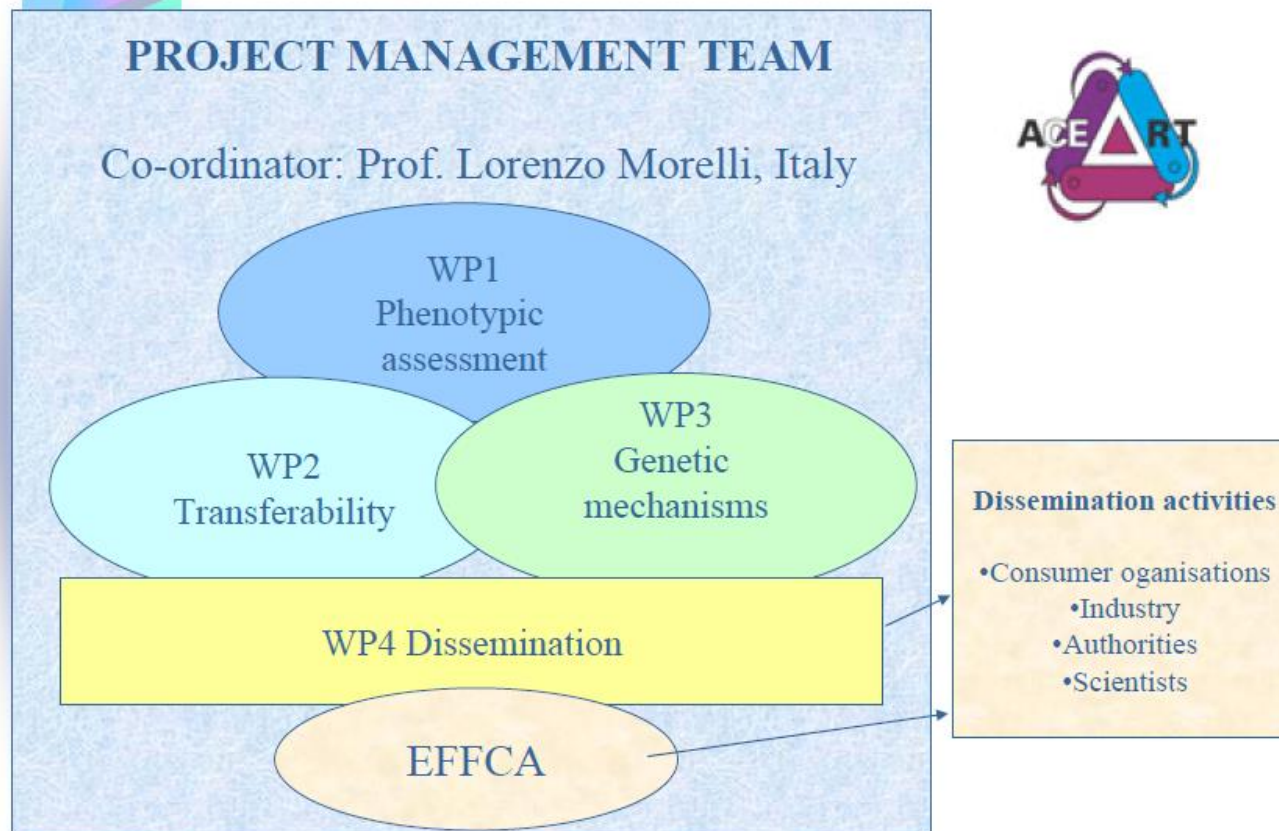 PROJECT MANAGEMENT TEAM
Co-ordinator: Prof. Lorenzo Morelli, Italy
WP1
Phenotypic
assessment
WP2
Transferability
WP3
Genetic
mechanisms
WP4 Dissemination
EFFCA
ACE ART
Dissemination activities
•Consumer oganisations
•Industry
•Authorities
•Scientists